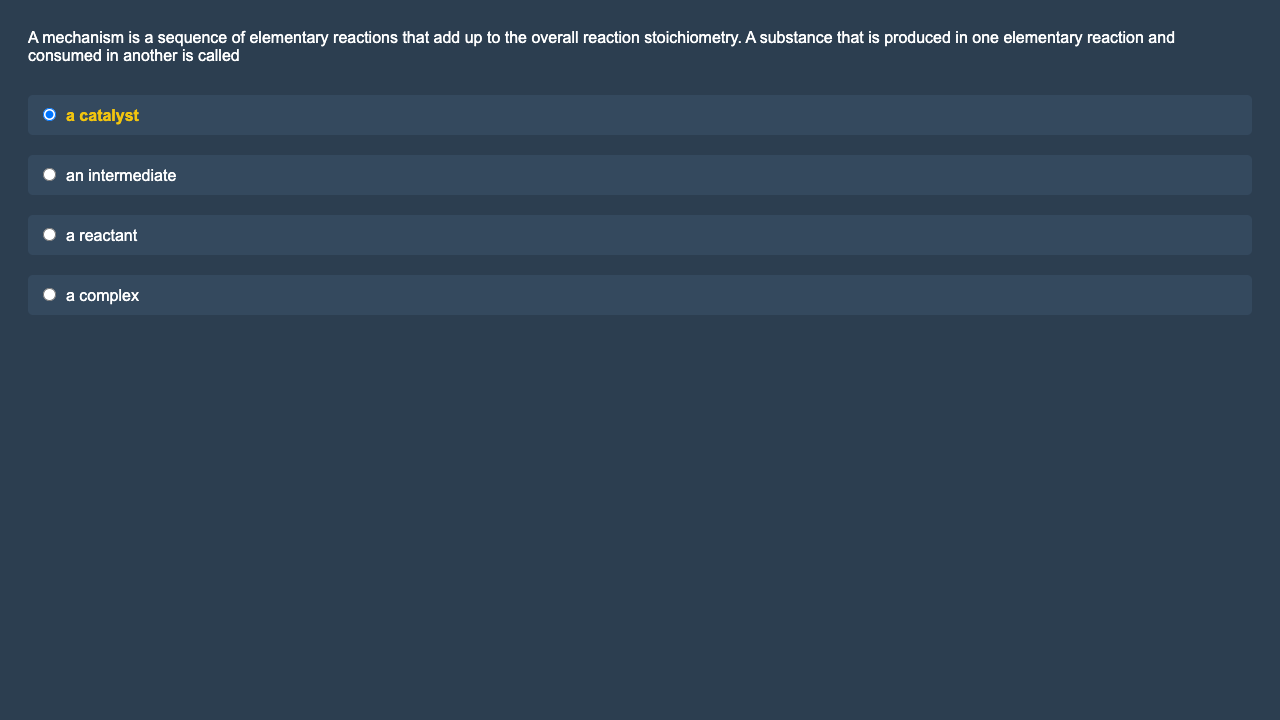 A mechanism is a sequence of elementary reactions that add up to the overall reaction stoichiometry. A substance that is produced in one elementary reaction and
consumed in another is called
a catalyst
an intermediate
a reactant
a complex